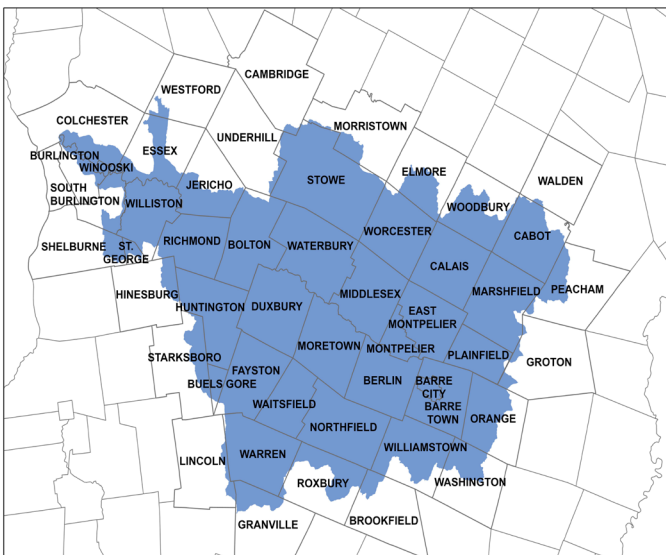 CAMBRIDGE
WESTFORD
COLCHESTER
MORRISTOWN
UNDERHILL
ESSEX
BURLINGTON
WINOOSKI
ELMORE
STOWE
JERICHO
WALDEN
SOUTH
BURLINGTON
WILLISTON
WOODBURY
WORCESTER
CABOT
SHELBURNE
ST.
GEORGE
RICHMOND
BOLTON
WATERBURY
CALAIS
PEACHAM
MARSHFIELD
HINESBURG
MIDDLESEX
HUNTINGTON
DUXBURY
EAST
MONTPELIER
MORETOWN
MONTPELIER
STARKSBORO
PLAINFIELD
GROTON
FAYSTON
BUELS GORE
BERLIN
BARRE
CITY
WAITSFIELD
BARRE
TOWN
ORANGE
NORTHFIELD
WILLIAMSTOWN
WARREN
LINCOLN
ROXBURY
WASHINGTON
BROOKFIELD
GRANVILLE